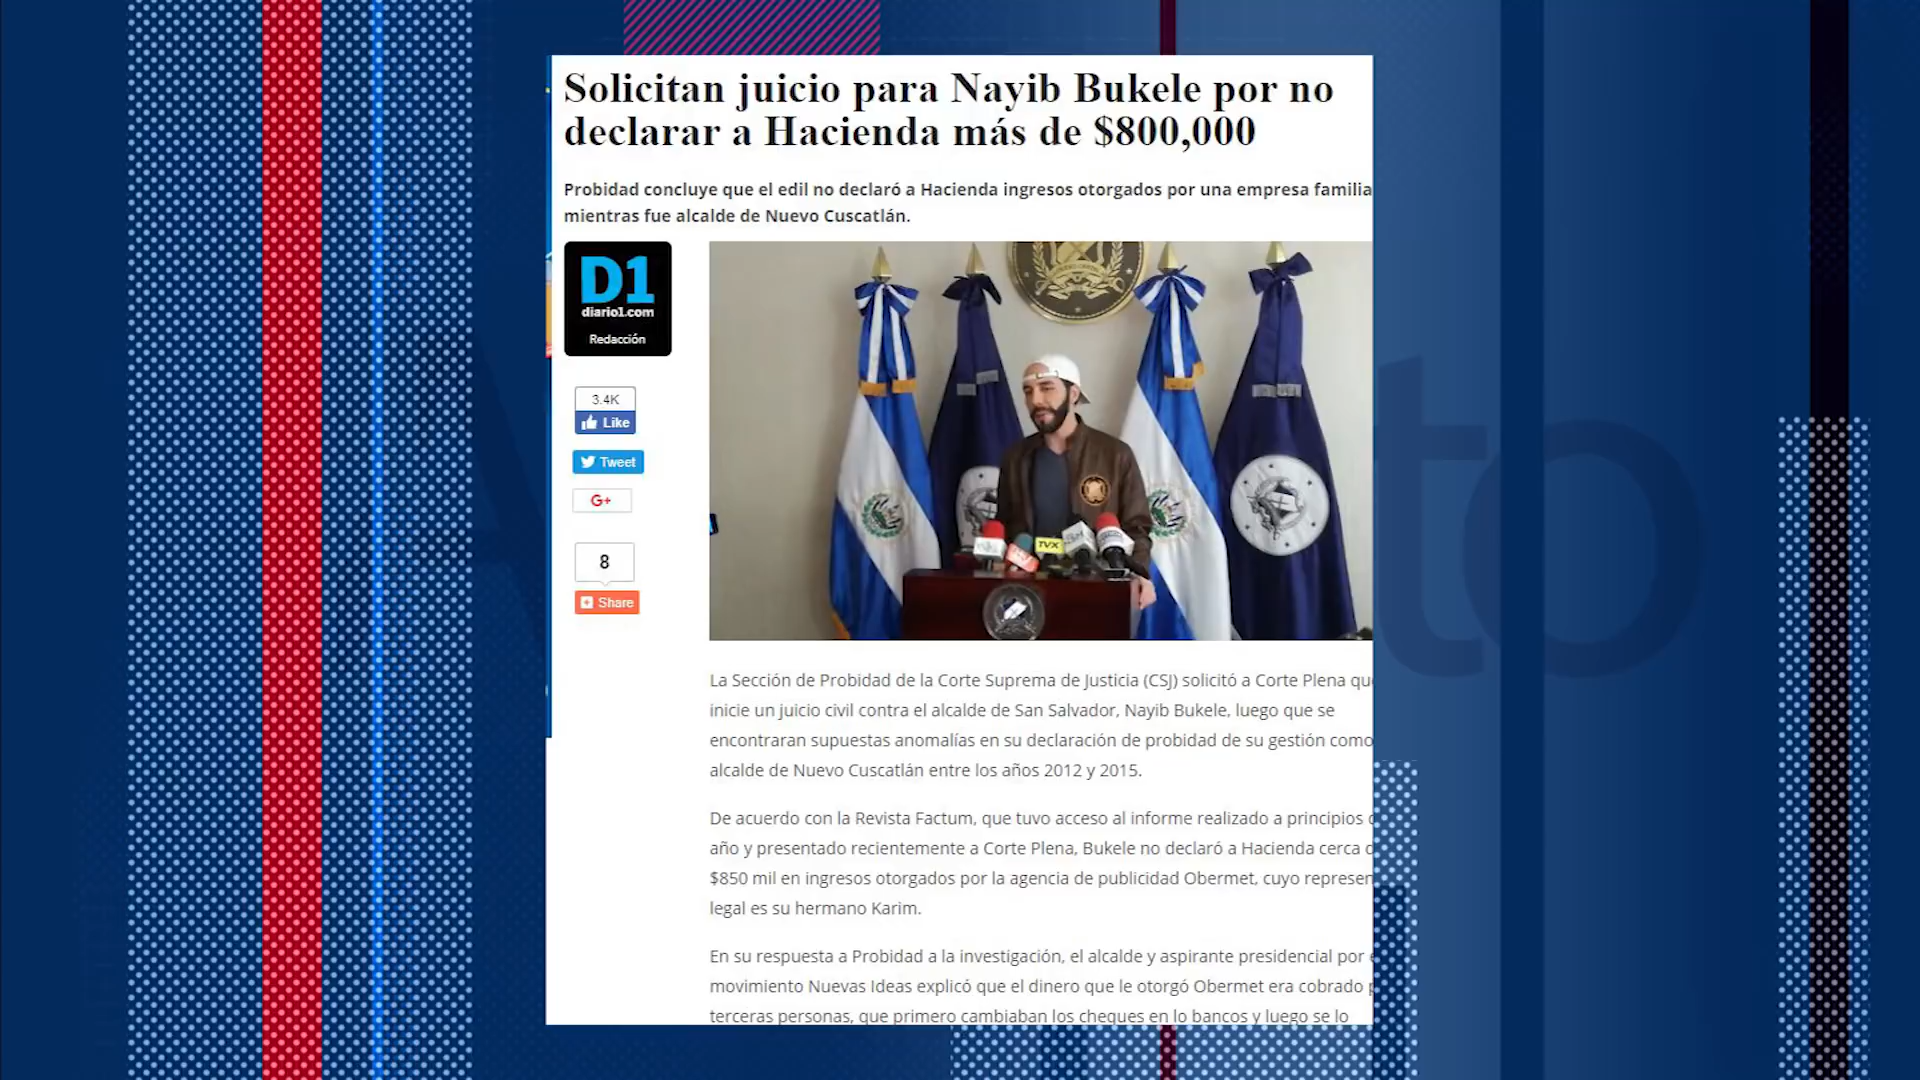 Solicitan juicio para Nayib Bukele por no
declarar a Hacienda más de $800,000
Probidad concluye que el edil no declaró a Hacienda ingresos otorgados por una empresa familia
mientras fue alcalde de Nuevo Cuscatlán.
D1
diario1.com
Redacción
3.4K
Like
Tweet
G+
8
Share
TVX
La Sección de Probidad de la Corte Suprema de Justicia (CSJ) solicitó a Corte Plena qu
inicie un juicio civil contra el alcalde de San Salvador, Nayib Bukele, luego que se
encontraran supuestas anomalías en su declaración de probidad de su gestión como
alcalde de Nuevo Cuscatlán entre los años 2012 y 2015.
De acuerdo con la Revista Factum, que tuvo acceso al informe realizado a principios
año y presentado recientemente a Corte Plena, Bukele no declaró a Hacienda cerca
$850 mil en ingresos otorgados por la agencia de publicidad Obermet, cuyo represen
legal es su hermano Karim.
En su respuesta a Probidad a la investigación, el alcalde y aspirante presidencial por
movimiento Nuevas Ideas explicó que el dinero que le otorgó Obermet era cobrado
terceras personas, que primero cambiaban los cheques en lo bancos y luego se lo
to